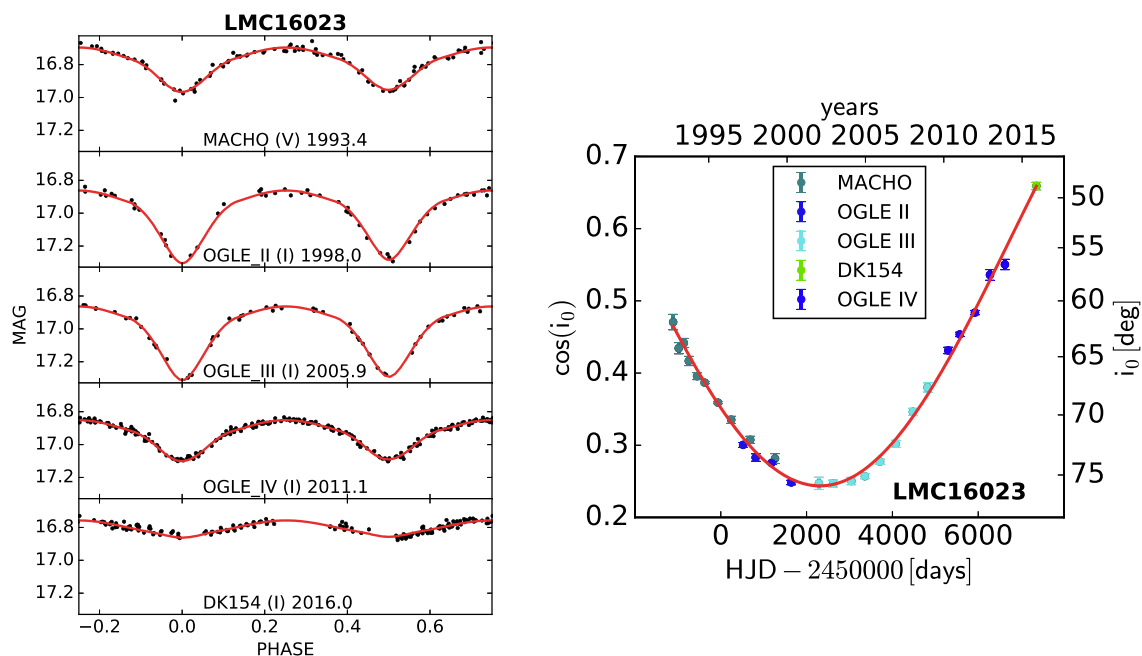 LMC16023
16.8
17.0
17.2
MACHO (V) 1993.4
16.8
17.0
17.2
OGLE_II (I) 1998.0
16.8
17.0
17.2
OGLE_III (I) 2005.9
16.8
17.0
17.2
OGLE_IV (I) 2011.1
16.8
17.0
17.2
DK154 (I) 2016.0
−0.2 0.0 0.2 0.4 0.6
PHASE
MAG
years
1995 2000 2005 2010 2015
0.7
0.6
0.5
0.4
0.3
0.2
cos(i₀)
MACHO
OGLE II
OGLE III
DK154
OGLE IV
50
55
60
65
70
75
i₀ [deg]
LMC16023
0 2000 4000 6000
HJD − 2450000 [days]